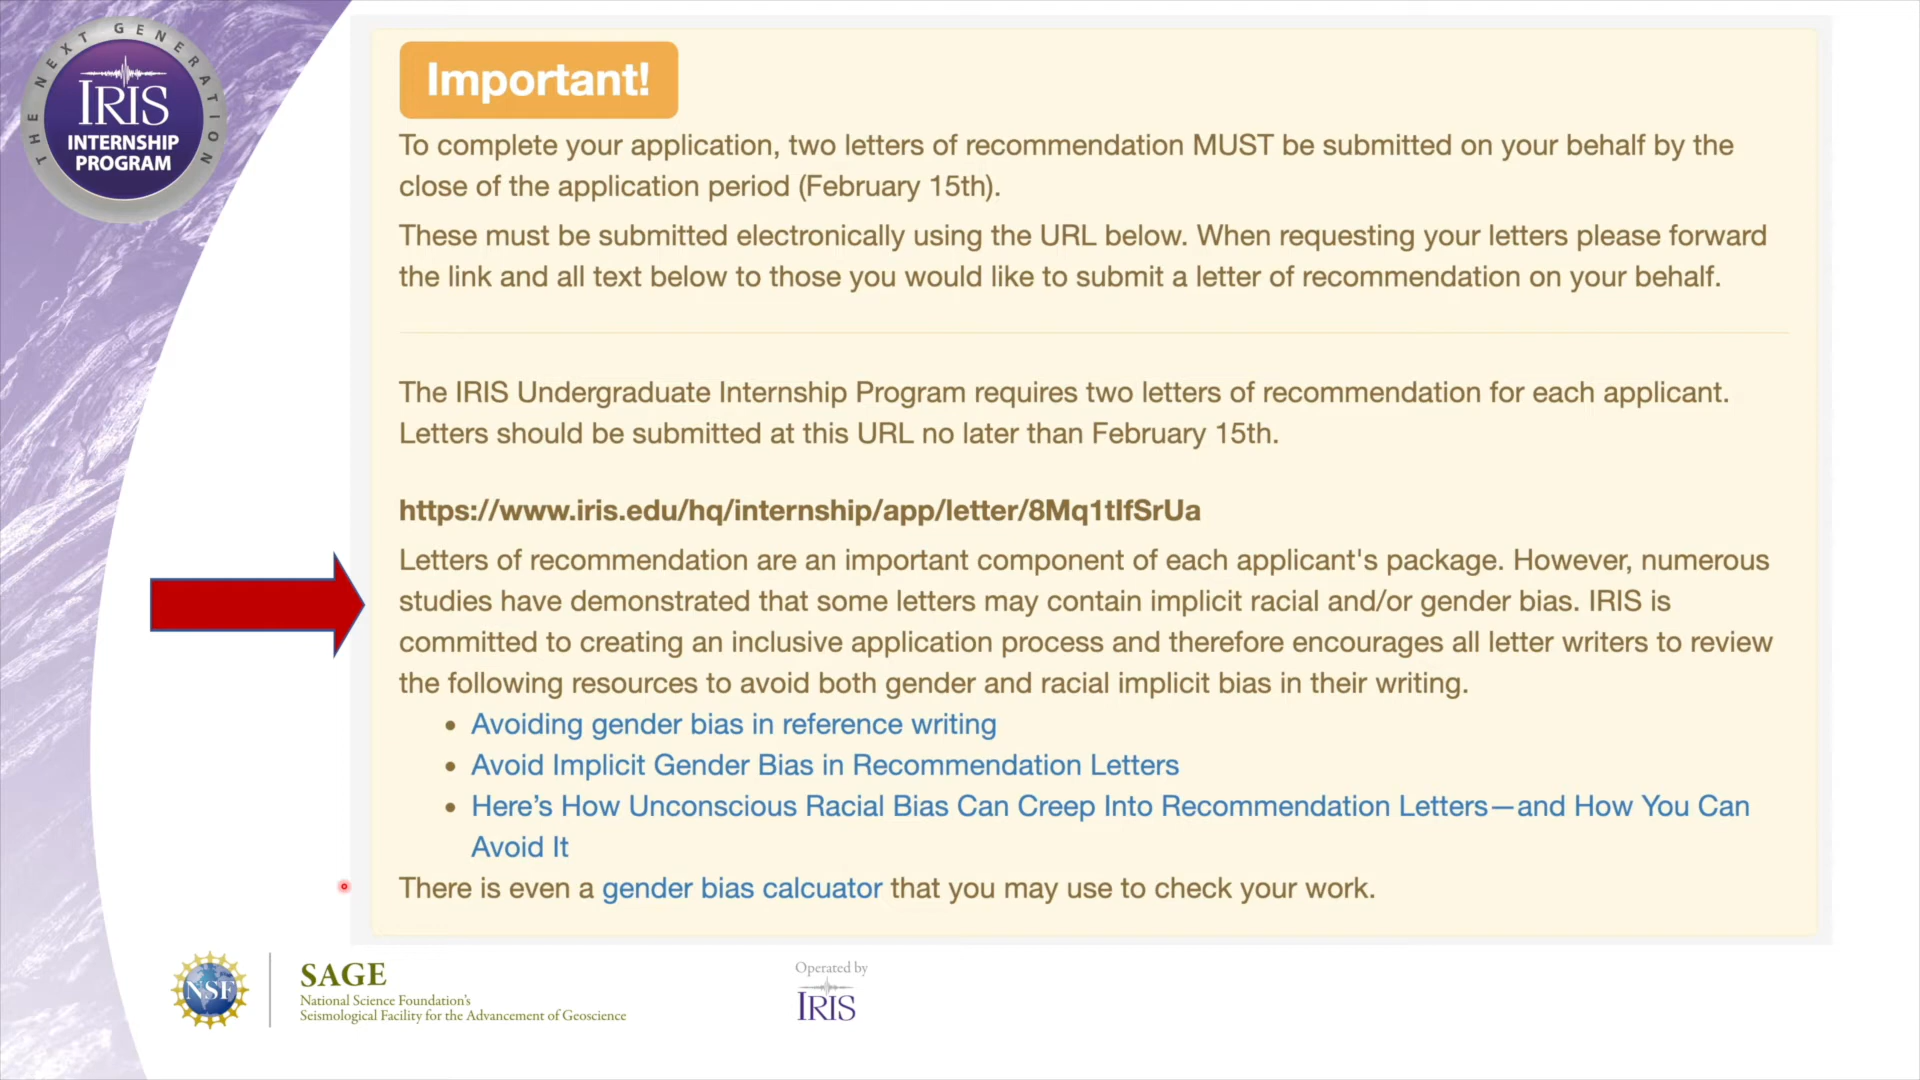 THE NEXT GENERATION
IRIS
INTERNSHIP
PROGRAM
Important!
To complete your application, two letters of recommendation MUST be submitted on your behalf by the
close of the application period (February 15th).
These must be submitted electronically using the URL below. When requesting your letters please forward
the link and all text below to those you would like to submit a letter of recommendation on your behalf.
The IRIS Undergraduate Internship Program requires two letters of recommendation for each applicant.
Letters should be submitted at this URL no later than February 15th.
https://www.iris.edu/hq/internship/app/letter/8Mq1tIfSrUa
Letters of recommendation are an important component of each applicant's package. However, numerous
studies have demonstrated that some letters may contain implicit racial and/or gender bias. IRIS is
committed to creating an inclusive application process and therefore encourages all letter writers to review
the following resources to avoid both gender and racial implicit bias in their writing.
• Avoiding gender bias in reference writing
• Avoid Implicit Gender Bias in Recommendation Letters
• Here’s How Unconscious Racial Bias Can Creep Into Recommendation Letters—and How You Can
Avoid It
There is even a gender bias calcuator that you may use to check your work.
NSF
SAGE
National Science Foundation's
Seismological Facility for the Advancement of Geoscience
Operated by
IRIS